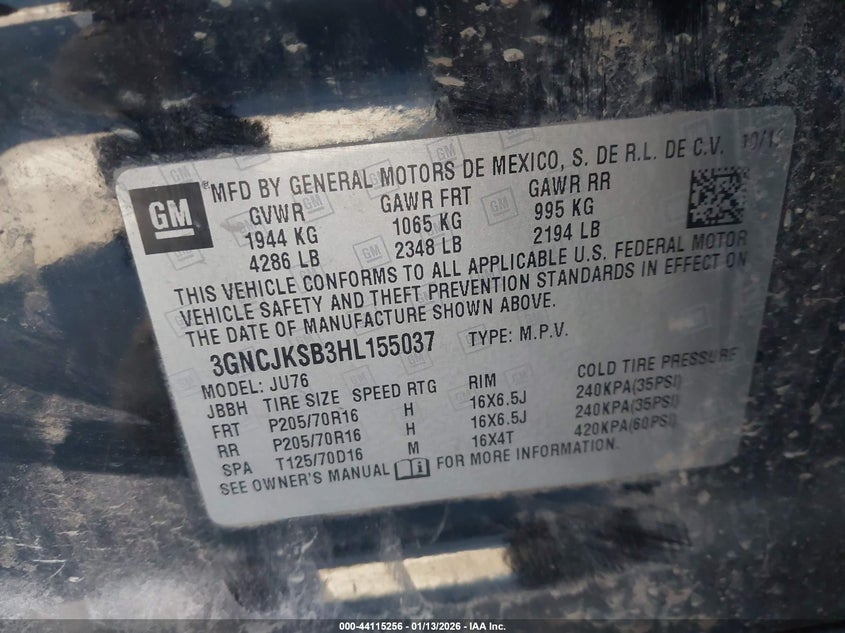 GM
® MFD BY GENERAL MOTORS DE MEXICO, S. DE R.L. DE C.V.
GVWR GAWR FRT GAWR RR
1944 KG 1065 KG 995 KG
4286 LB 2348 LB 2194 LB
THIS VEHICLE CONFORMS TO ALL APPLICABLE U.S. FEDERAL MOTOR
VEHICLE SAFETY AND THEFT PREVENTION STANDARDS IN EFFECT ON
THE DATE OF MANUFACTURE SHOWN ABOVE.
3GNCJKSB3HL155037 TYPE: M.P.V.
MODEL: JU76
JBBH TIRE SIZE SPEED RTG RIM COLD TIRE PRESSURE
FRT P205/70R16 H 16X6.5J 240KPA(35PSI)
RR P205/70R16 H 16X6.5J 240KPA(35PSI)
SPA T125/70D16 M 16X4T 420KPA(60PSI)
SEE OWNER'S MANUAL FOR MORE INFORMATION.
000-44115256 - 01/13/2026 - IAA Inc.